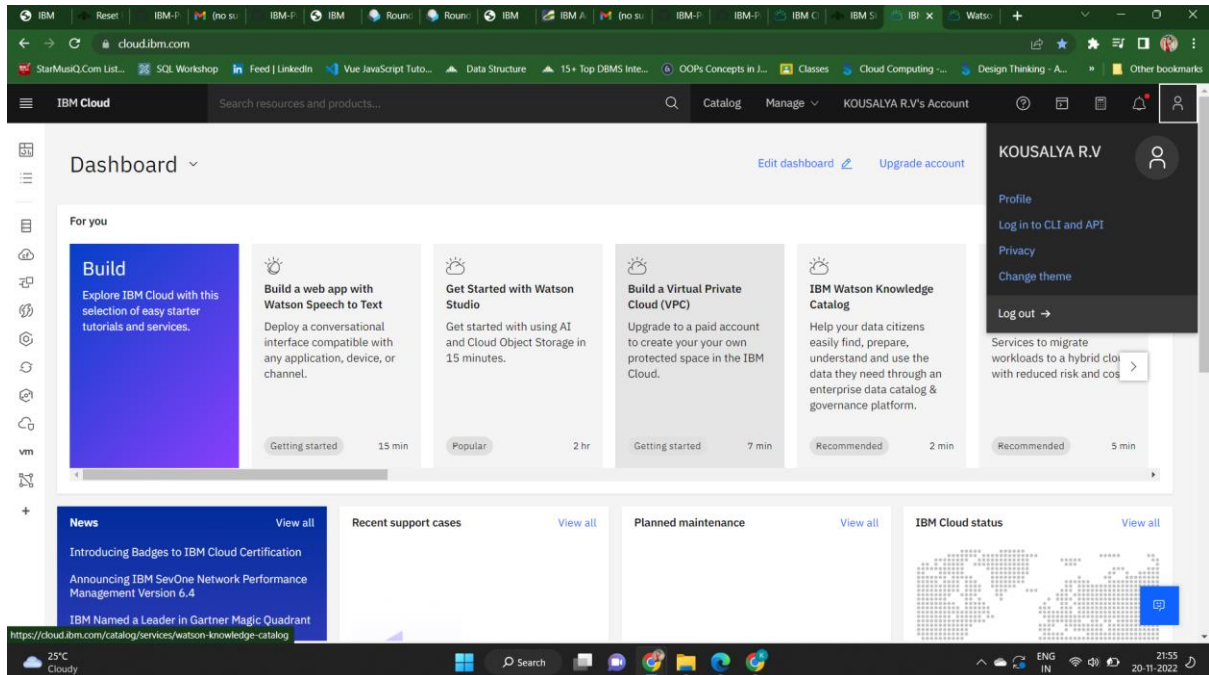 IBM
Reset
IBM-P
(no su
IBM-P
IBM
Round
Round
IBM
IBM A
(no su
IBM-P
IBM-P
IBM C
IBM S
IBI
Watso
cloud.ibm.com
StarMusiQ.Com List...
SQL Workshop
Feed | LinkedIn
Vue JavaScript Tuto...
Data Structure
15+ Top DBMS Inte...
OOPs Concepts in J...
Classes
Cloud Computing -...
Design Thinking - A...
»
Other bookmarks
IBM Cloud
Search resources and products...
Catalog
Manage
KOUSALYA R.V's Account
Dashboard
Edit dashboard
Upgrade account
KOUSALYA R.V
Profile
Log in to CLI and API
Privacy
Change theme
Log out →
For you
Build
Explore IBM Cloud with this
selection of easy starter
tutorials and services.
Build a web app with
Watson Speech to Text
Deploy a conversational
interface compatible with
any application, device, or
channel.
Getting started
15 min
Get Started with Watson
Studio
Get started with using AI
and Cloud Object Storage in
15 minutes.
Popular
2 hr
Build a Virtual Private
Cloud (VPC)
Upgrade to a paid account
to create your your own
protected space in the IBM
Cloud.
Getting started
7 min
IBM Watson Knowledge
Catalog
Help your data citizens
easily find, prepare,
understand and use the
data they need through an
enterprise data catalog &
governance platform.
Recommended
2 min
Services to migrate
workloads to a hybrid clo
with reduced risk and cos
Recommended
5 min
vm
News
View all
Introducing Badges to IBM Cloud Certification
Announcing IBM SevOne Network Performance
Management Version 6.4
IBM Named a Leader in Gartner Magic Quadrant
Recent support cases
View all
Planned maintenance
View all
IBM Cloud status
View all
https://cloud.ibm.com/catalog/services/watson-knowledge-catalog
25°C
Cloudy
Search
ENG
IN
21:55
20-11-2022